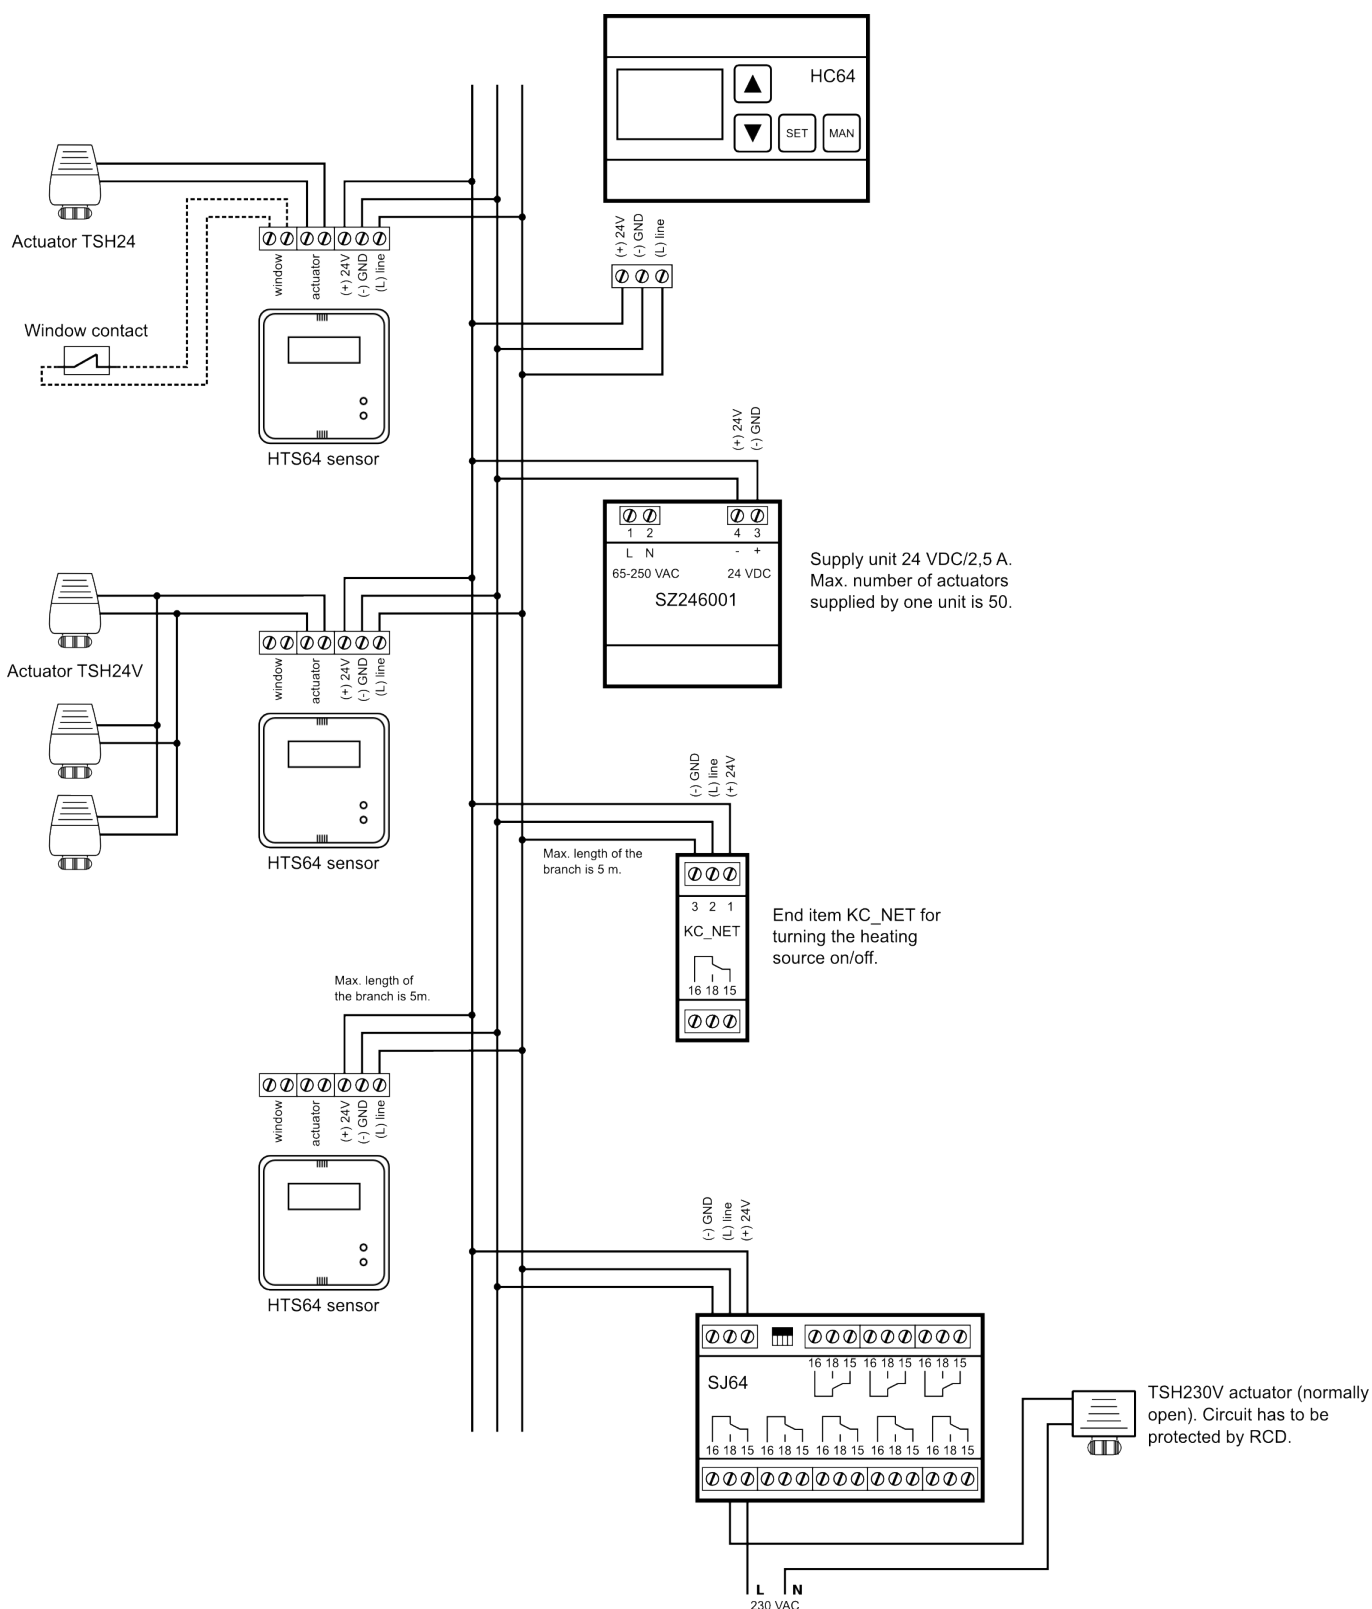 HC64
SET MAN
(+) 24V
(-) GND
(L) line
Actuator TSH24
window
actuator
(+) 24V
(-) GND
(L) line
Window contact
HTS64 sensor
(+) 24V
(-) GND
1 2 4 3
L N - +
65-250 VAC 24 VDC
SZ246001
Supply unit 24 VDC/2,5 A.
Max. number of actuators
supplied by one unit is 50.
Actuator TSH24V
window
actuator
(+) 24V
(-) GND
(L) line
HTS64 sensor
(-) GND
(L) line
(+) 24V
Max. length of the
branch is 5 m.
3 2 1
KC_NET
16 18 15
End item KC_NET for
turning the heating
source on/off.
Max. length of
the branch is 5m.
window
actuator
(+) 24V
(-) GND
(L) line
HTS64 sensor
(-) GND
(L) line
(+) 24V
16 18 15 16 18 15 16 18 15
SJ64
16 18 15 16 18 15 16 18 15 16 18 15 16 18 15
TSH230V actuator (normally
open). Circuit has to be
protected by RCD.
L N
230 VAC